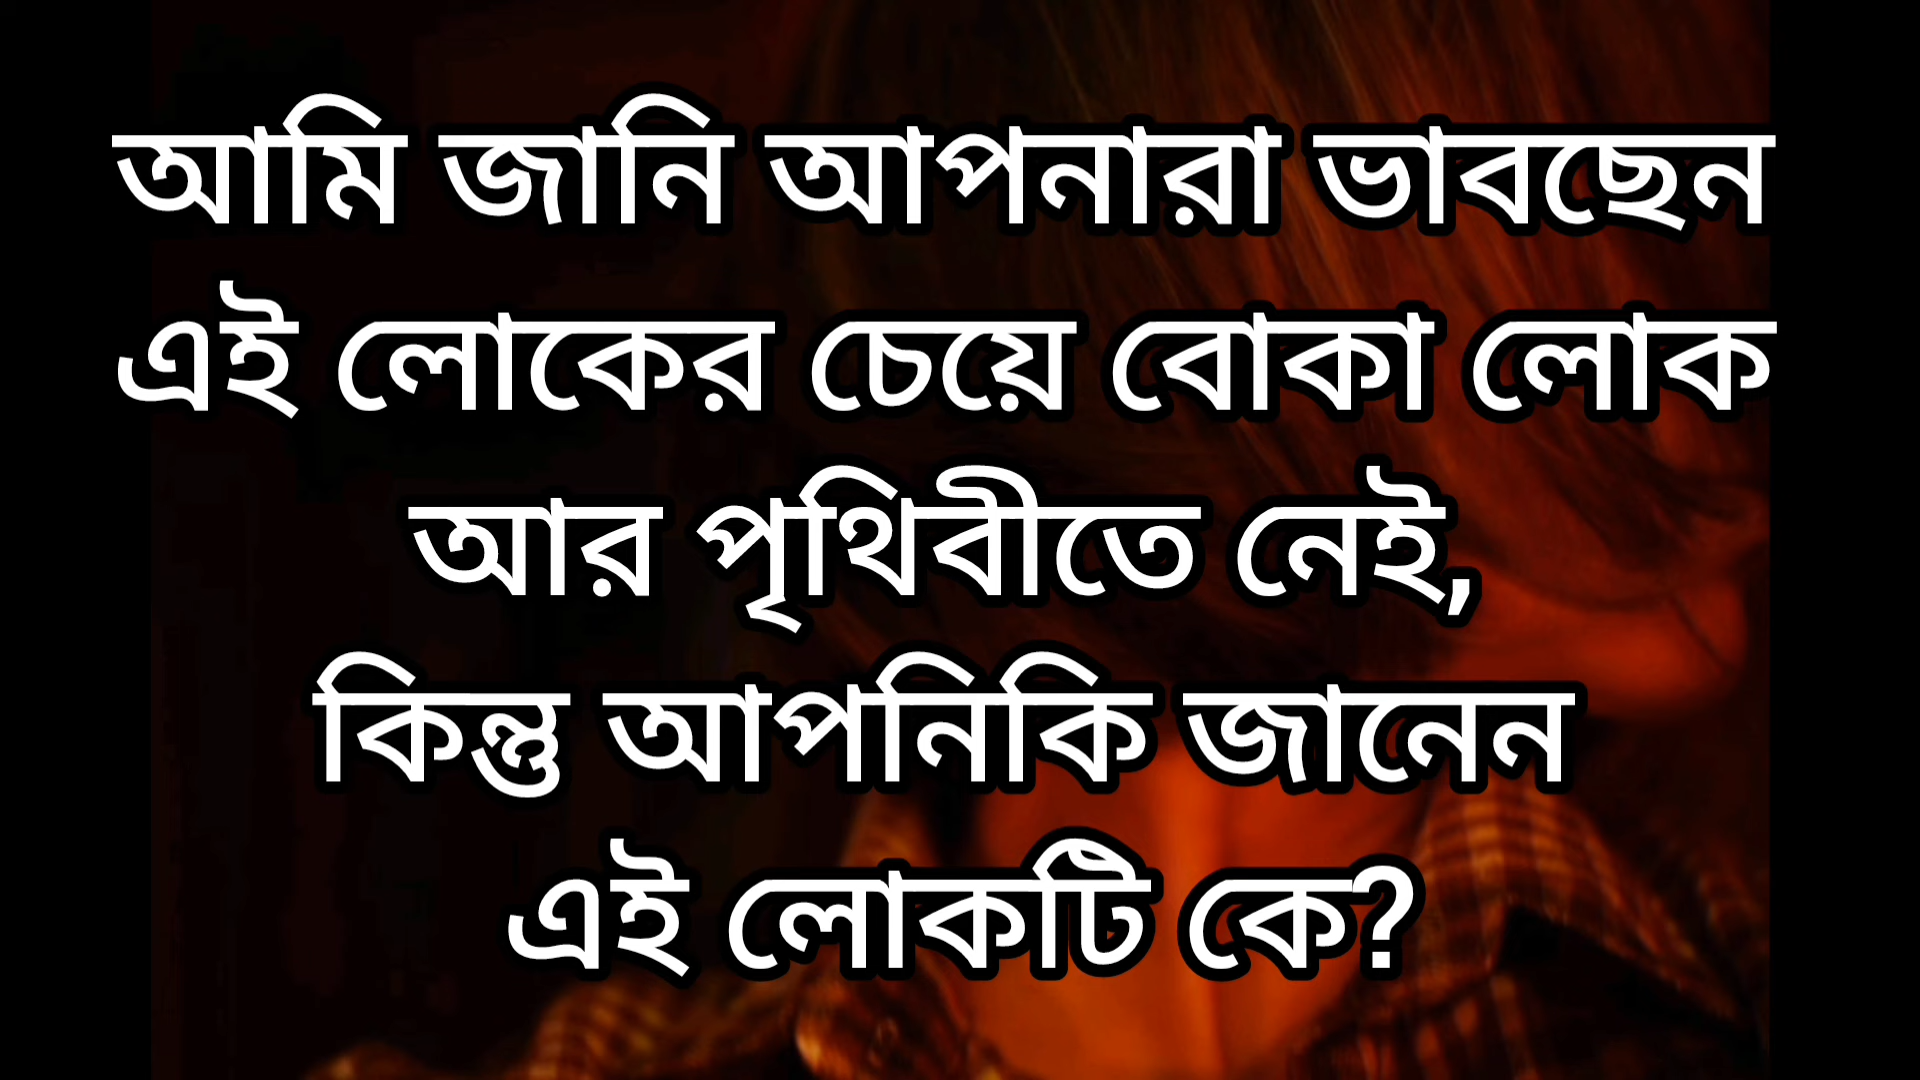 আমি জানি আপনারা ভাবছেন
এই লোকের চেয়ে বোকা লোক
আর পৃথিবীতে নেই,
কিন্তু আপনিকি জানেন
এই লোকটি কে?